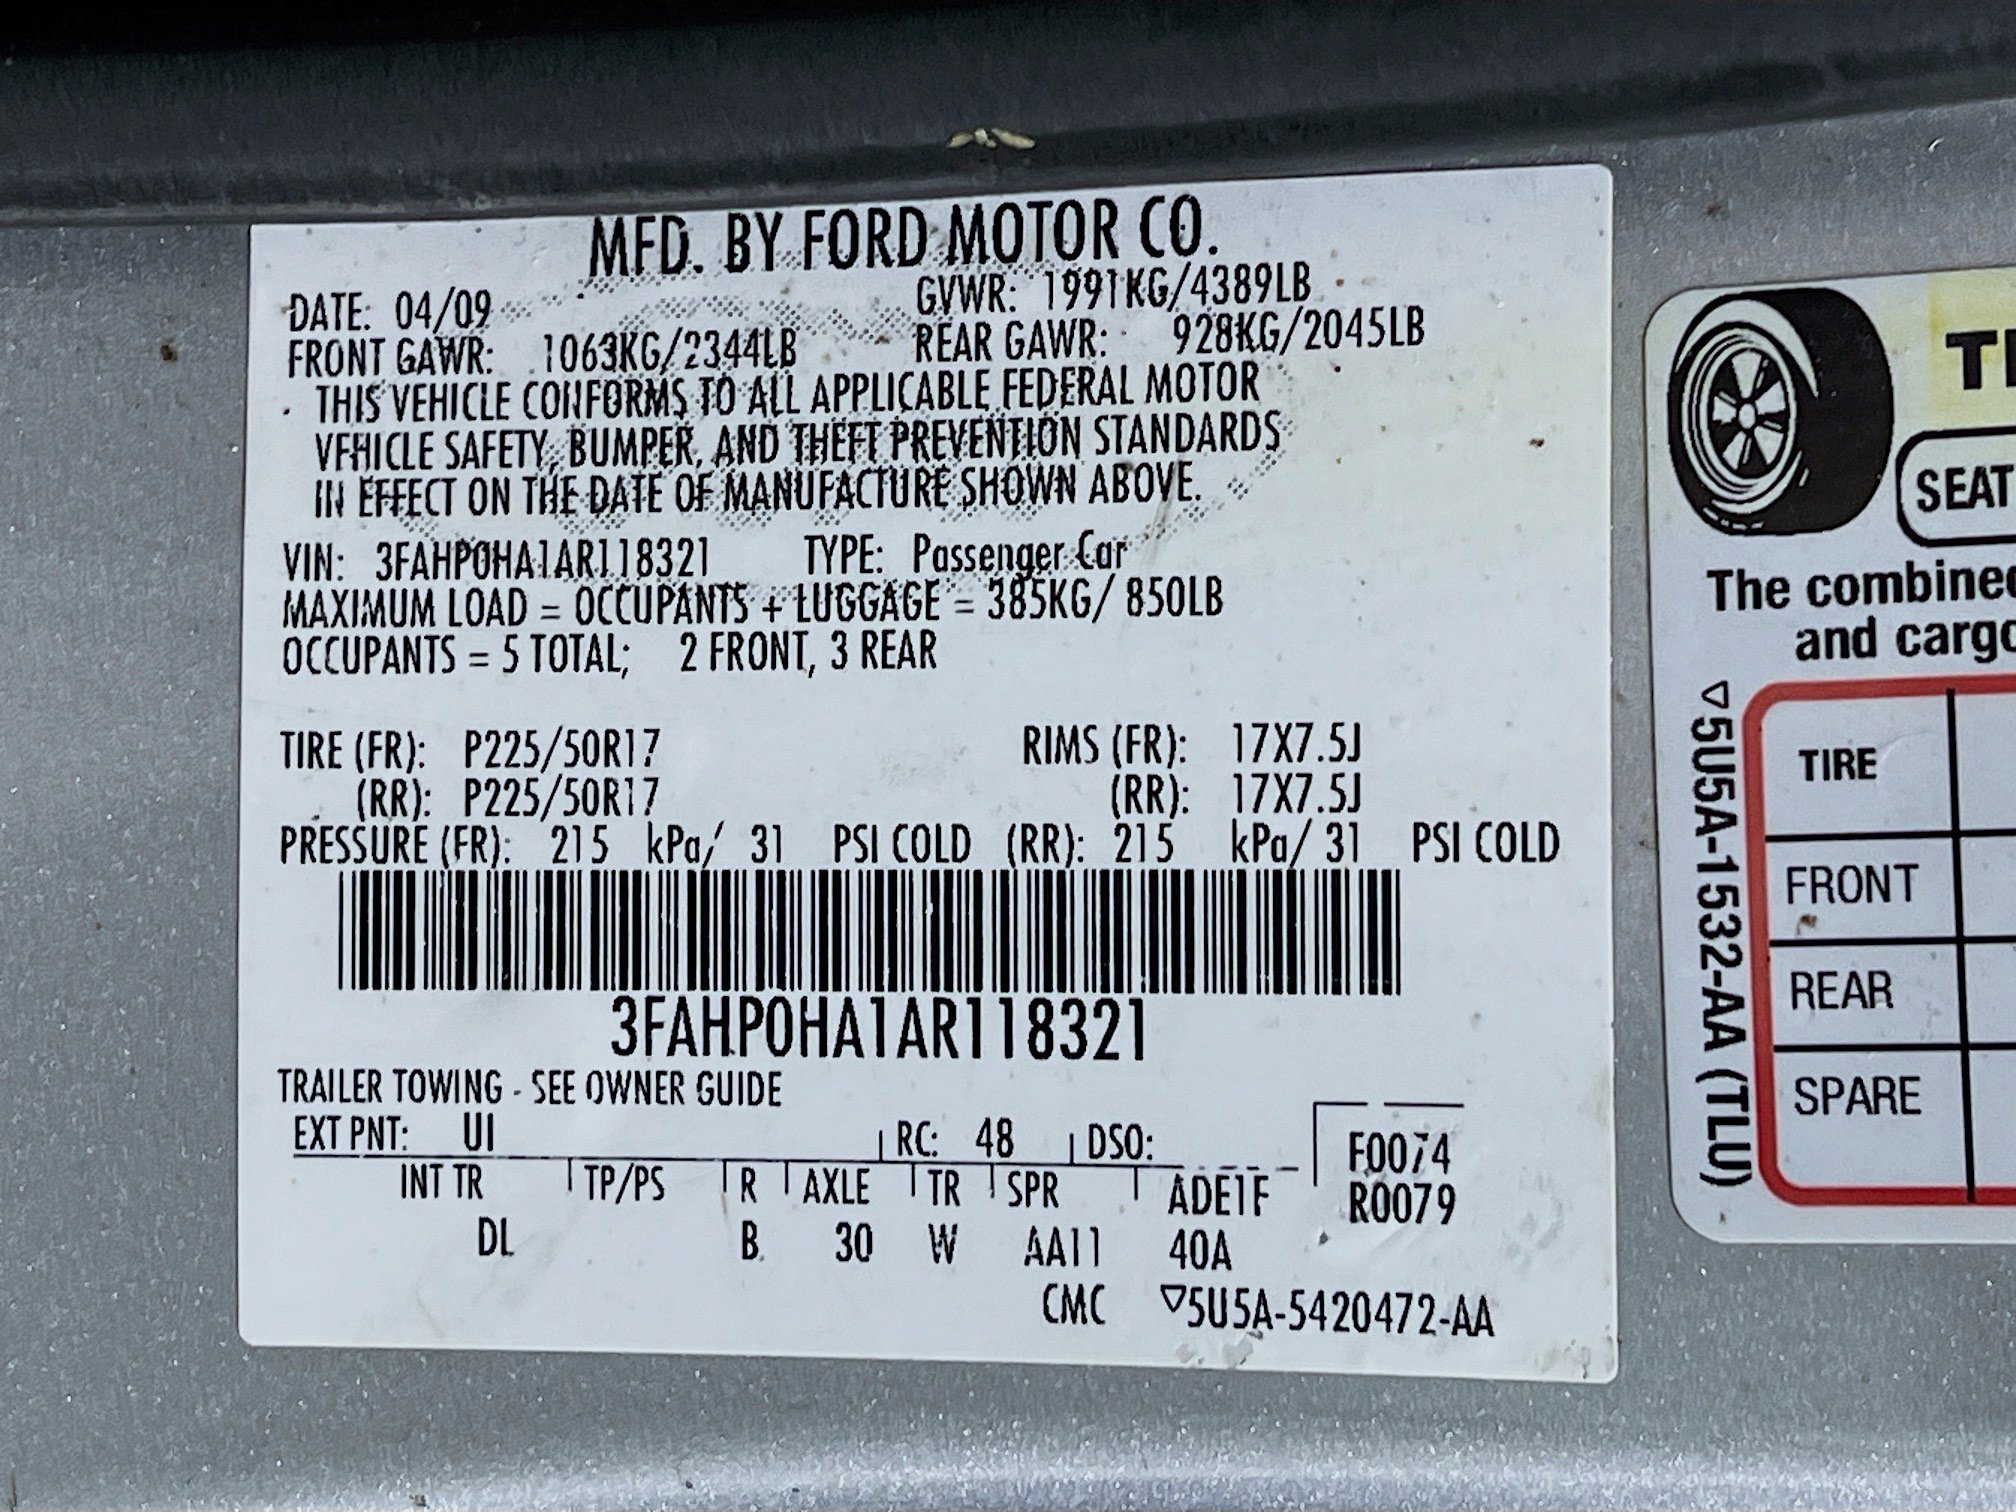 MFD. BY FORD MOTOR CO.
DATE: 04/09 GVWR: 1991KG/4389LB
FRONT GAWR: 1063KG/2344LB REAR GAWR: 928KG/2045LB
THIS VEHICLE CONFORMS TO ALL APPLICABLE FEDERAL MOTOR
VEHICLE SAFETY, BUMPER, AND THEFT PREVENTION STANDARDS
IN EFFECT ON THE DATE OF MANUFACTURE SHOWN ABOVE.
VIN: 3FAHP0HA1AR118321 TYPE: Passenger Car
MAXIMUM LOAD = OCCUPANTS + LUGGAGE = 385KG/ 850LB
OCCUPANTS = 5 TOTAL; 2 FRONT, 3 REAR
TIRE (FR): P225/50R17 RIMS (FR): 17X7.5J
(RR): P225/50R17 (RR): 17X7.5J
PRESSURE (FR): 215 kPa/ 31 PSI COLD (RR): 215 kPa/ 31 PSI COLD
3FAHP0HA1AR118321
TRAILER TOWING - SEE OWNER GUIDE
EXT PNT: UI RC: 48 DSO: F0074
INT TR TP/PS R AXLE TR SPR ADE1F R0079
DL B 30 W AA11 40A
CMC ▽5U5A-5420472-AA
SEAT
The combined
and cargo
TIRE
FRONT
REAR
SPARE
▽5U5A-1532-AA (TLU)